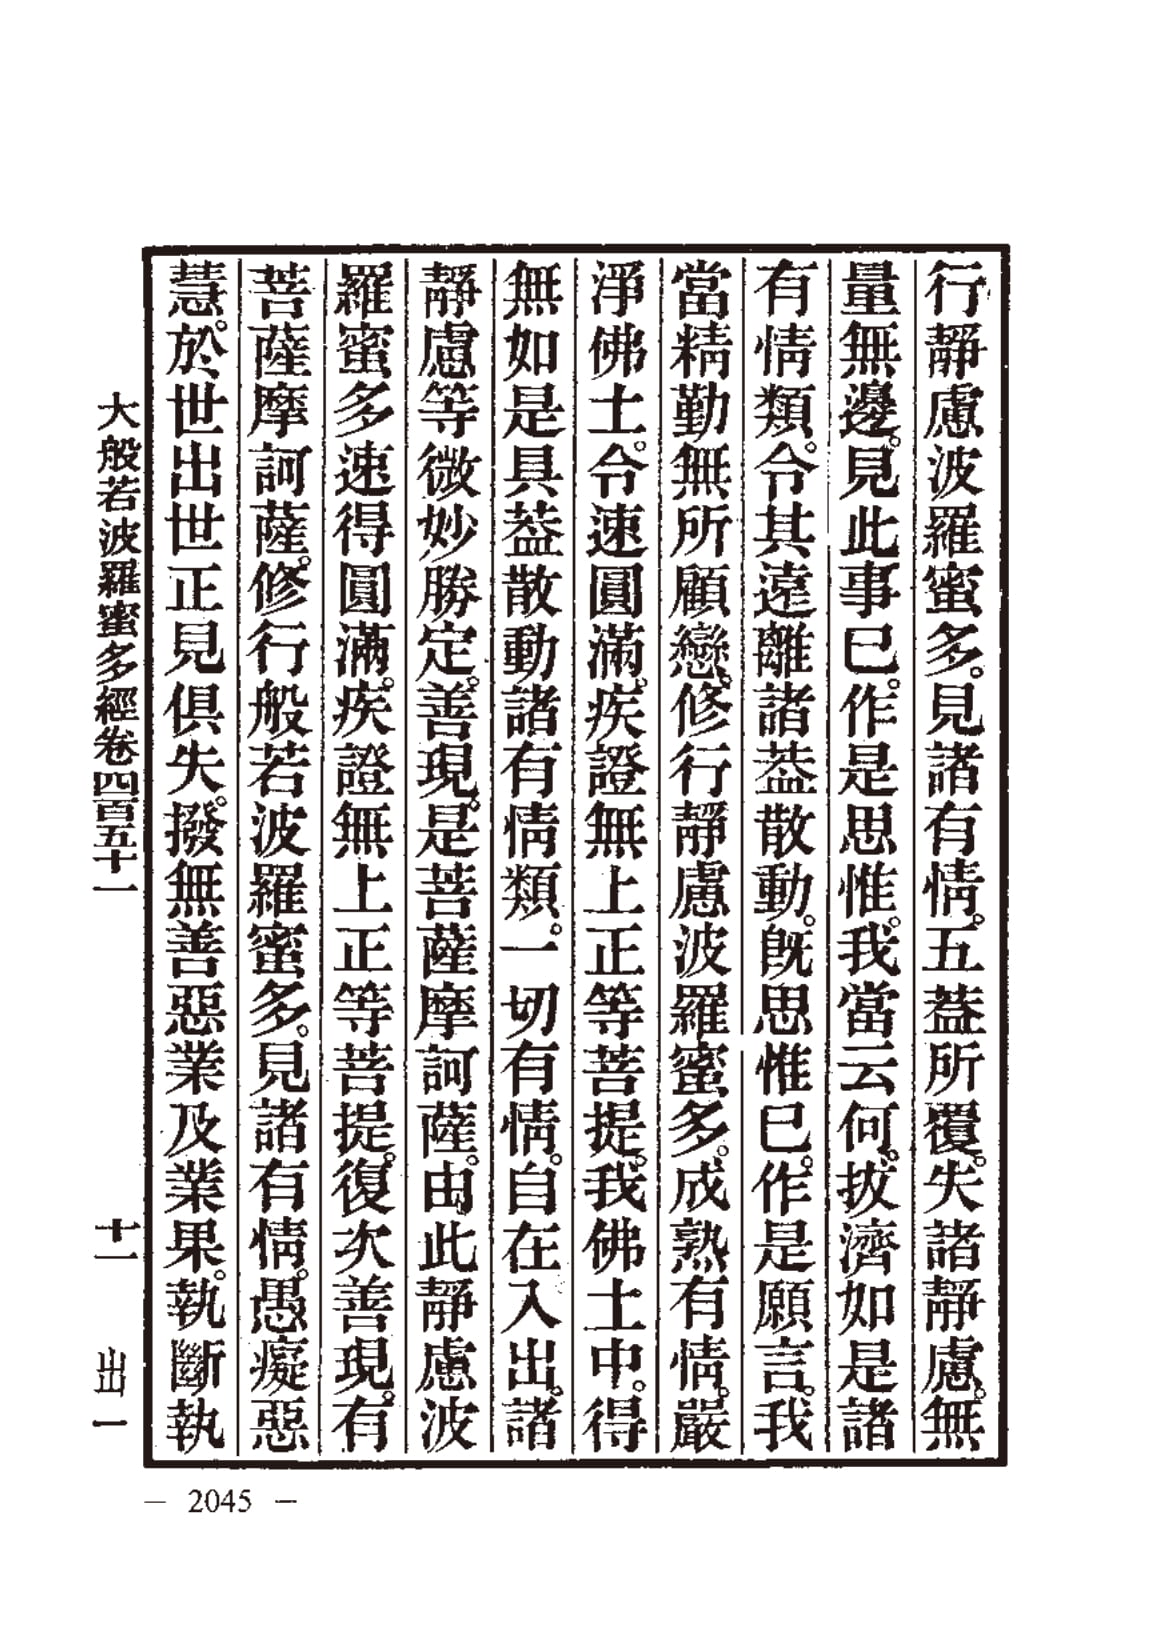 行靜慮波羅蜜多。見諸有情。五葢所覆。失諸靜慮。無
量無邊。見此事已。作是思惟。我當云何。拔濟如是諸
有情類。令其遠離諸葢散動。旣思惟已。作是願言。我
當精勤無所顧戀。修行靜慮波羅蜜多。成熟有情。嚴
淨佛土。令速圓滿。疾證無上正等菩提。我佛土中。得
無如是具葢散動諸有情類。一切有情。自在入出。諸
靜慮等微妙勝定。善現。是菩薩摩訶薩。由此靜慮波
羅蜜多速得圓滿。疾證無上正等菩提。復次善現。有
菩薩摩訶薩。修行般若波羅蜜多。見諸有情。愚癡惡
慧。於世出世正見俱失。撥無善惡業及業果。執斷執
大般若波羅蜜多經卷四百五十一 十一 出一
— 2045 —